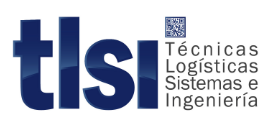 tlsi
Técnicas
Logísticas
Sistemas e
Ingeniería